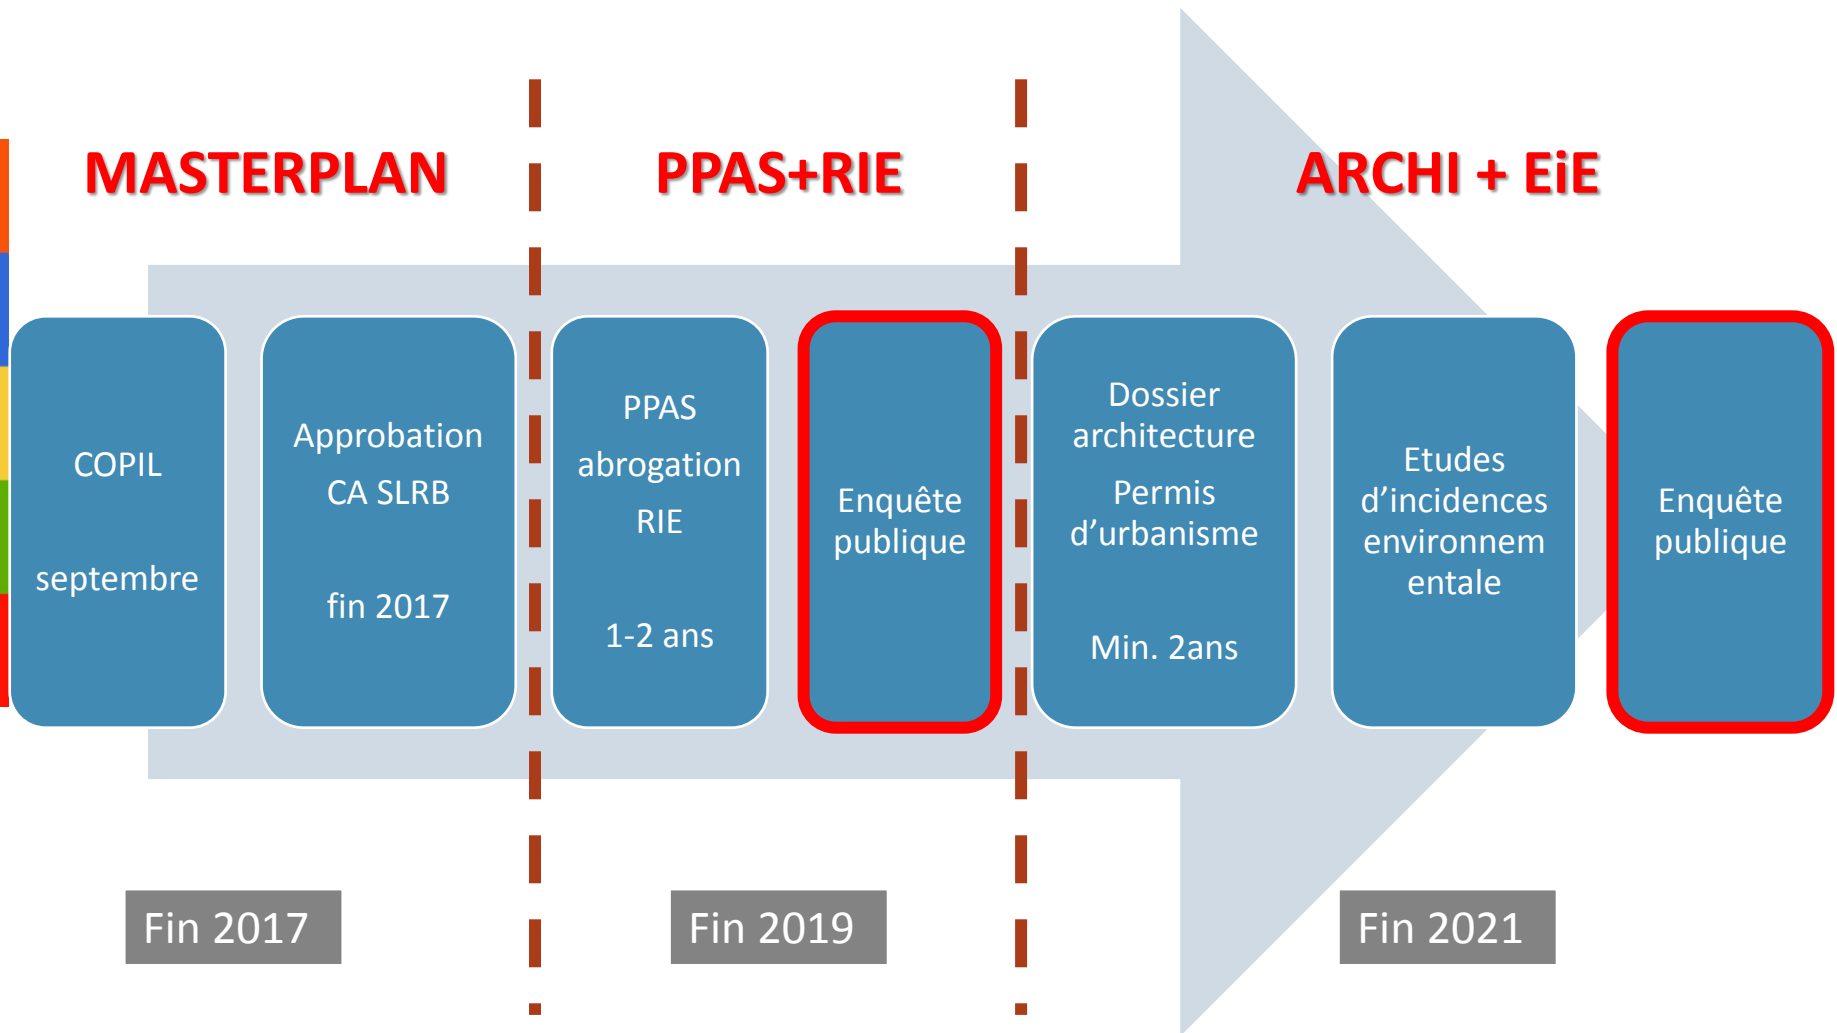 MASTERPLAN
PPAS+RIE
ARCHI + EiE
COPIL
septembre
Approbation
CA SLRB
fin 2017
PPAS
abrogation
RIE
1-2 ans
Enquête
publique
Dossier
architecture
Permis
d’urbanisme
Min. 2ans
Etudes
d’incidences
environnem
entale
Enquête
publique
Fin 2017
Fin 2019
Fin 2021